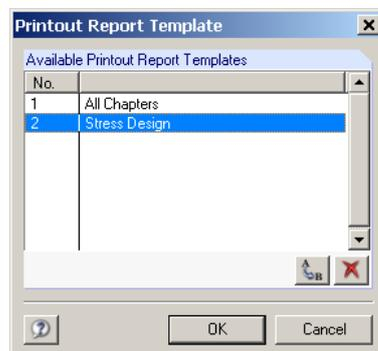 Printout Report Template
Available Printout Report Templates
No.
1 All Chapters
2 Stress Design
A B
OK Cancel